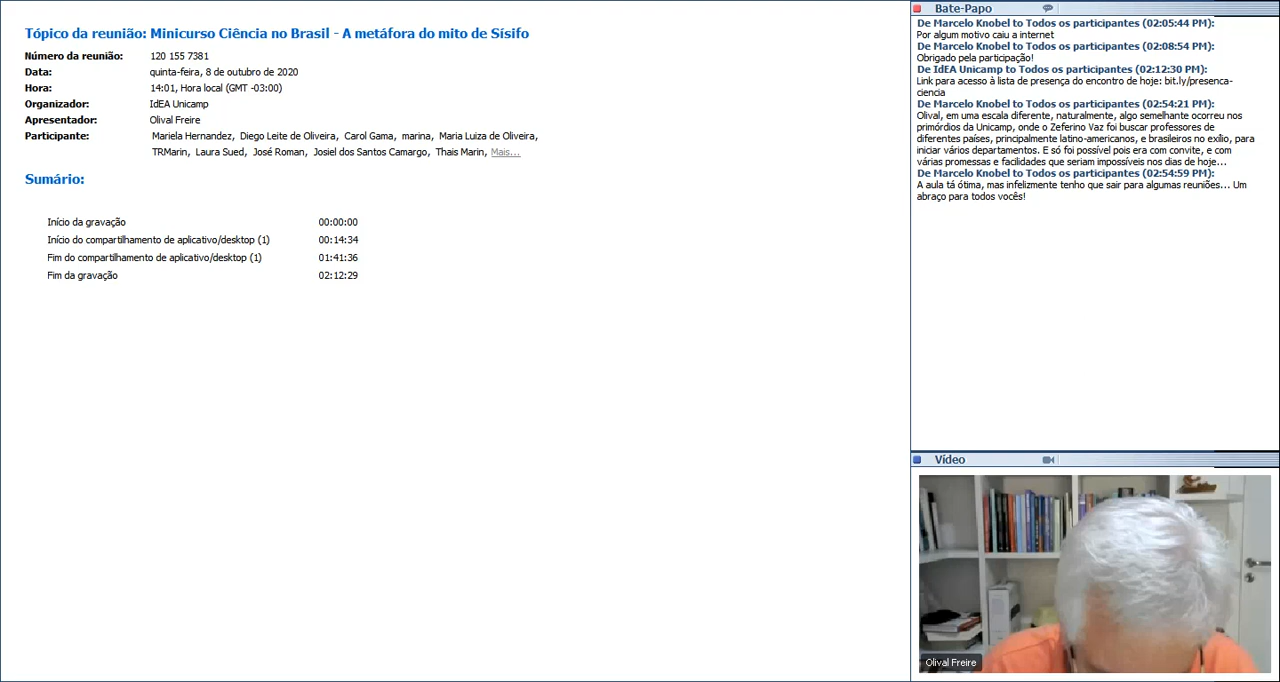 Tópico da reunião: Minicurso Ciência no Brasil - A metáfora do mito de Sísifo
Número da reunião: 120 155 7381
Data: quinta-feira, 8 de outubro de 2020
Hora: 14:01, Hora local (GMT -03:00)
Organizador: IdEA Unicamp
Apresentador: Olival Freire
Participante: Mariela Hernandez, Diego Leite de Oliveira, Carol Gama, marina, Maria Luiza de Oliveira,
TRMarin, Laura Sued, José Roman, Josiel dos Santos Camargo, Thais Marin, Mais...
Sumário:
Início da gravação 00:00:00
Início do compartilhamento de aplicativo/desktop (1) 00:14:34
Fim do compartilhamento de aplicativo/desktop (1) 01:41:36
Fim da gravação 02:12:29
Bate-Papo
De Marcelo Knobel to Todos os participantes (02:05:44 PM):
Por algum motivo caiu a internet
De Marcelo Knobel to Todos os participantes (02:08:54 PM):
Obrigado pela participação!
De IdEA Unicamp to Todos os participantes (02:12:30 PM):
Link para acesso à lista de presença do encontro de hoje: bit.ly/presenca-
ciencia
De Marcelo Knobel to Todos os participantes (02:54:21 PM):
Olival, em uma escala diferente, naturalmente, algo semelhante ocorreu nos
primórdios da Unicamp, onde o Zeferino Vaz foi buscar professores de
diferentes países, principalmente latino-americanos, e brasileiros no exílio, para
iniciar vários departamentos. E só foi possível pois era com convite, e com
várias promessas e facilidades que seriam impossíveis nos dias de hoje...
De Marcelo Knobel to Todos os participantes (02:54:59 PM):
A aula tá ótima, mas infelizmente tenho que sair para algumas reuniões... Um
abraço para todos vocês!
Vídeo
Olival Freire